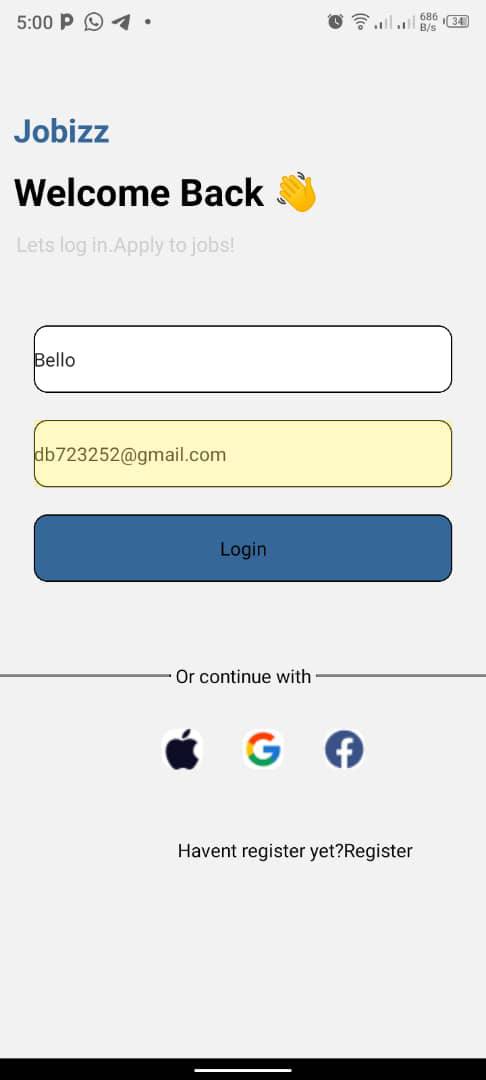 5:00
686
B/s
34
Jobizz
Welcome Back 👋
Lets log in.Apply to jobs!
Bello
db723252@gmail.com
Login
Or continue with
Havent register yet?Register